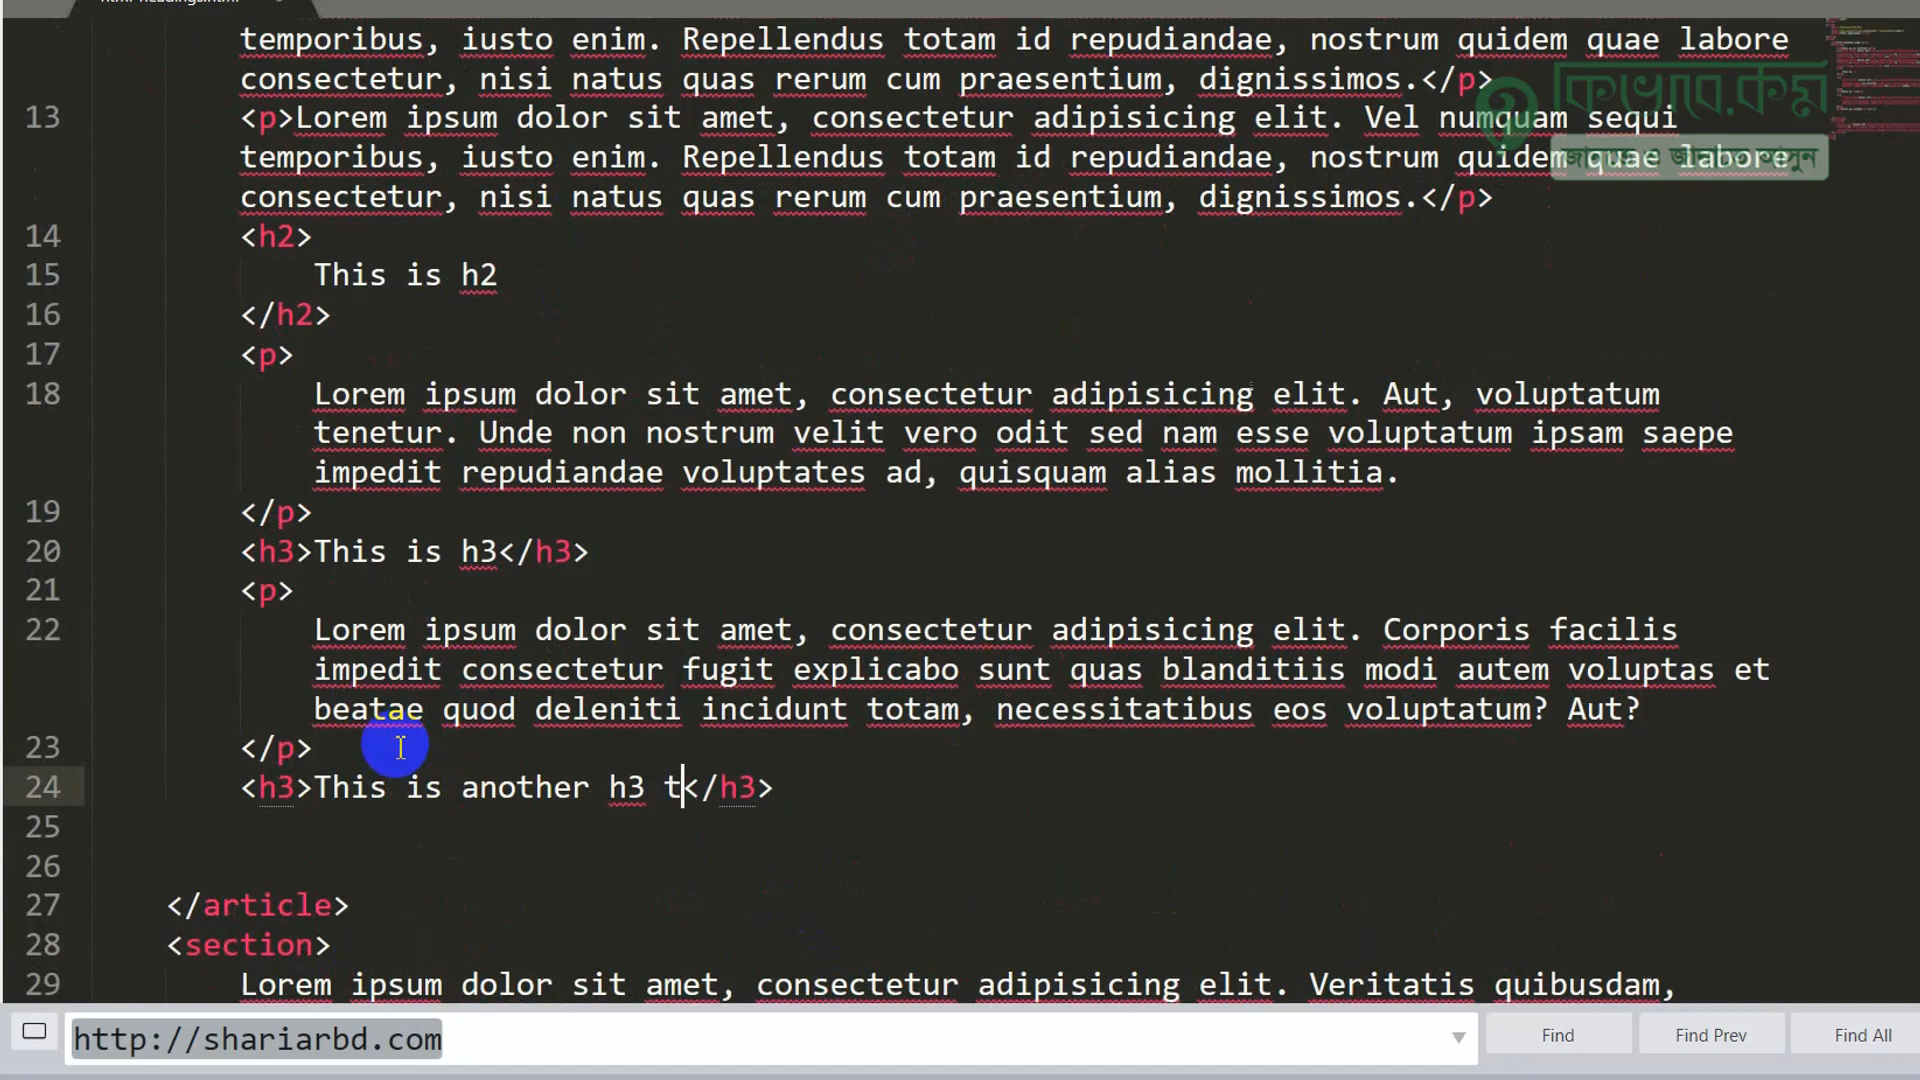 temporibus, iusto enim. Repellendus totam id repudiandae, nostrum quidem quae labore
consectetur, nisi natus quas rerum cum praesentium, dignissimos.</p>
কিভাবে.কম
13 <p>Lorem ipsum dolor sit amet, consectetur adipisicing elit. Vel numquam sequi
temporibus, iusto enim. Repellendus totam id repudiandae, nostrum quidem quae labore
জানতে ও জানাতে আসুন
consectetur, nisi natus quas rerum cum praesentium, dignissimos.</p>
14 <h2>
15 This is h2
16 </h2>
17 <p>
18 Lorem ipsum dolor sit amet, consectetur adipisicing elit. Aut, voluptatum
tenetur. Unde non nostrum velit vero odit sed nam esse voluptatum ipsam saepe
impedit repudiandae voluptates ad, quisquam alias mollitia.
19 </p>
20 <h3>This is h3</h3>
21 <p>
22 Lorem ipsum dolor sit amet, consectetur adipisicing elit. Corporis facilis
impedit consectetur fugit explicabo sunt quas blanditiis modi autem voluptas et
beatae quod deleniti incidunt totam, necessitatibus eos voluptatum? Aut?
23 </p>
24 <h3>This is another h3 t</h3>
25
26
27 </article>
28 <section>
29 Lorem ipsum dolor sit amet, consectetur adipisicing elit. Veritatis quibusdam,
http://shariarbd.com Find Find Prev Find All